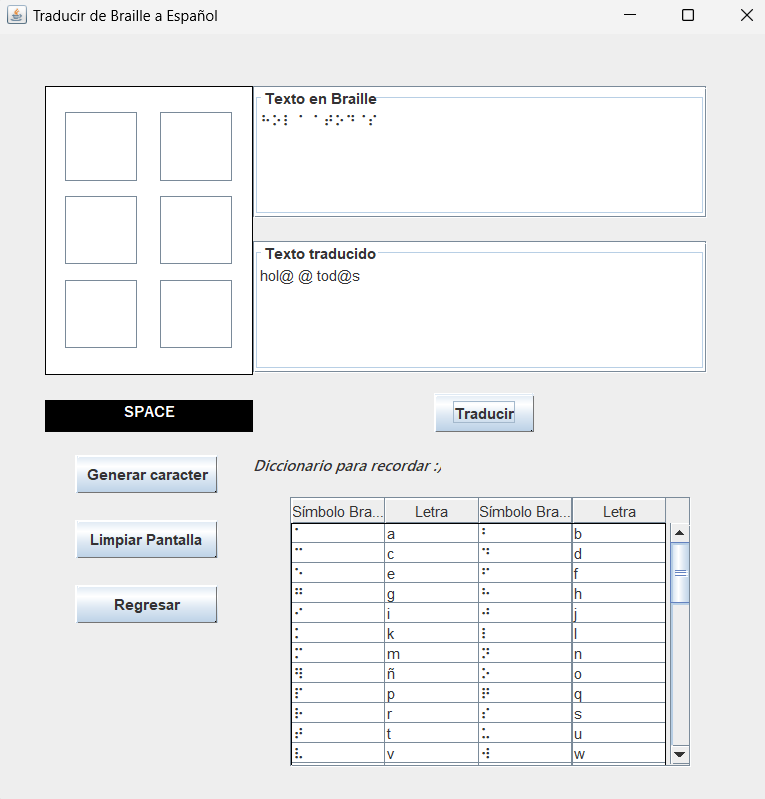 Traducir de Braille a Español
Texto en Braille
⠓⠕⠇⠈ ⠈ ⠞⠕⠙⠈⠎
Texto traducido
hol@ @ tod@s
SPACE
Traducir
Generar caracter
Limpiar Pantalla
Regresar
Diccionario para recordar :,
Símbolo Bra... Letra Símbolo Bra... Letra
⠁ a ⠃ b
⠉ c ⠙ d
⠑ e ⠋ f
⠛ g ⠓ h
⠊ i ⠚ j
⠅ k ⠇ l
⠍ m ⠝ n
⠻ ñ ⠕ o
⠏ p ⠟ q
⠗ r ⠎ s
⠞ t ⠥ u
⠧ v ⠺ w